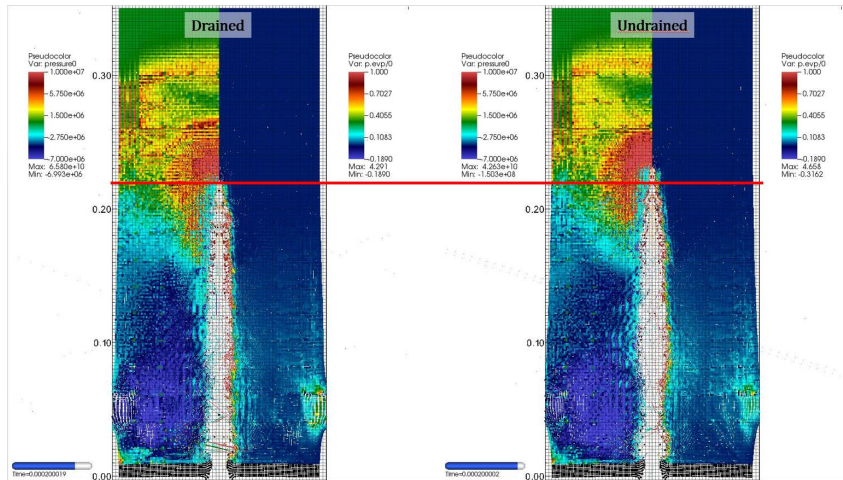 Drained
Undrained
Pseudocolor
Var: pressure0
1.000e+07
5.750e+06
1.500e+06
-2.750e+06
-7.000e+06
Max: 6.580e+10
Min: -6.993e+06
0.30
0.20
0.10
0.00
Time=0.000200019
Pseudocolor
Var: p.evp/0
1.000
0.7027
0.4055
0.1083
-0.1890
Max: 4.291
Min: -0.1890
Pseudocolor
Var: pressure0
1.000e+07
5.750e+06
1.500e+06
-2.750e+06
-7.000e+06
Max: 4.263e+10
Min: -1.503e+08
0.30
0.20
0.10
0.00
Time=0.000200002
Pseudocolor
Var: p.evp/0
1.000
0.7027
0.4055
0.1083
-0.1890
Max: 4.658
Min: -0.3162